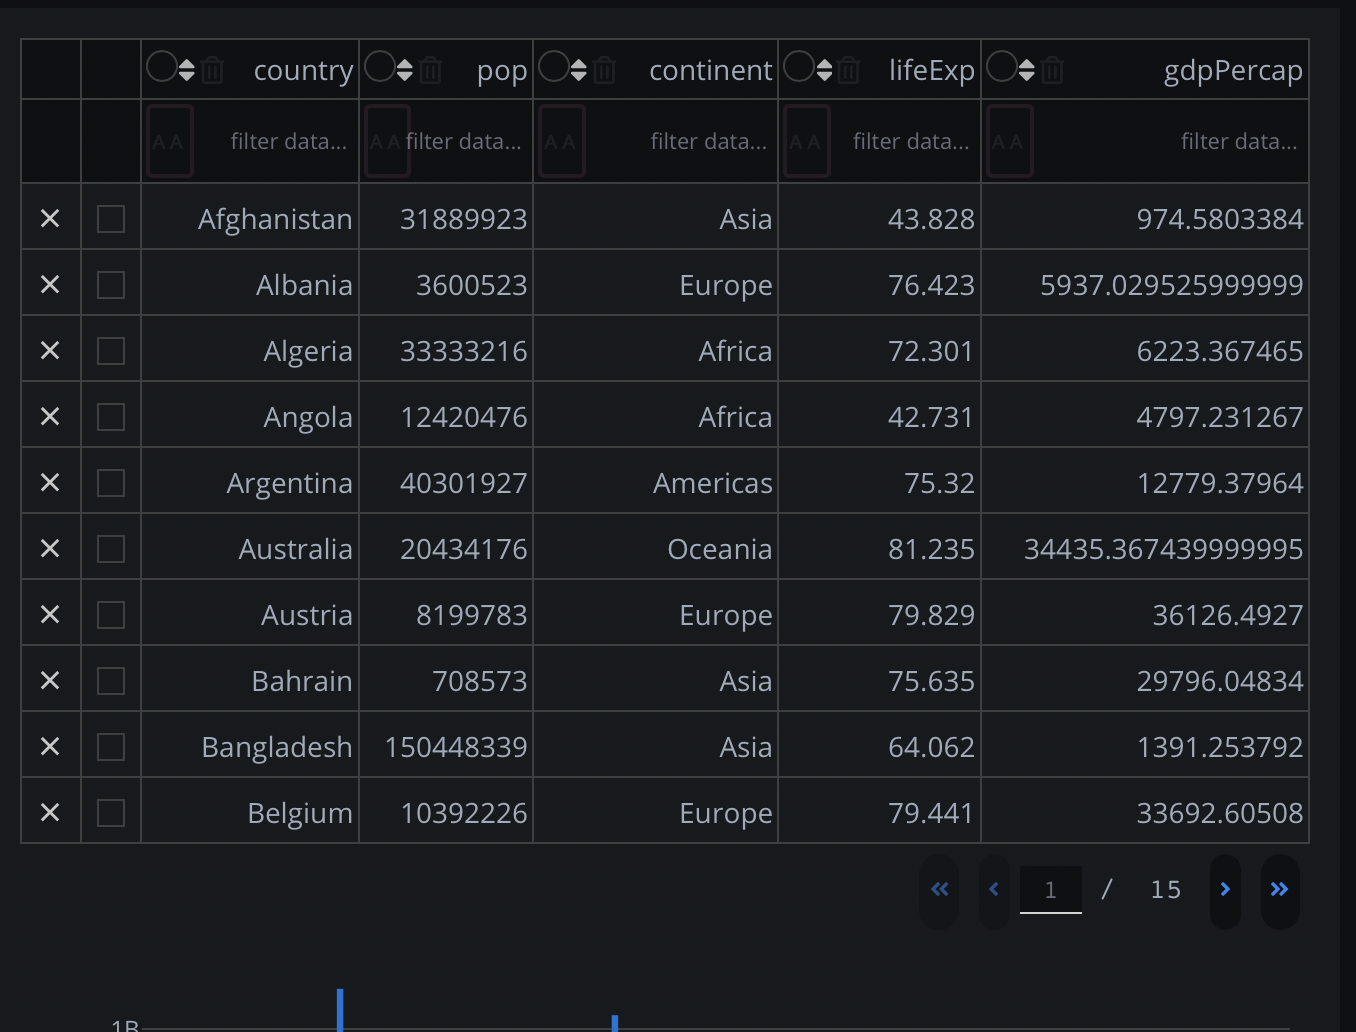 country pop continent lifeExp gdpPercap
AA filter data... AA filter data... AA filter data... AA filter data... AA filter data...
Afghanistan 31889923 Asia 43.828 974.5803384
Albania 3600523 Europe 76.423 5937.029525999999
Algeria 33333216 Africa 72.301 6223.367465
Angola 12420476 Africa 42.731 4797.231267
Argentina 40301927 Americas 75.32 12779.37964
Australia 20434176 Oceania 81.235 34435.367439999995
Austria 8199783 Europe 79.829 36126.4927
Bahrain 708573 Asia 75.635 29796.04834
Bangladesh 150448339 Asia 64.062 1391.253792
Belgium 10392226 Europe 79.441 33692.60508
1 / 15
1B